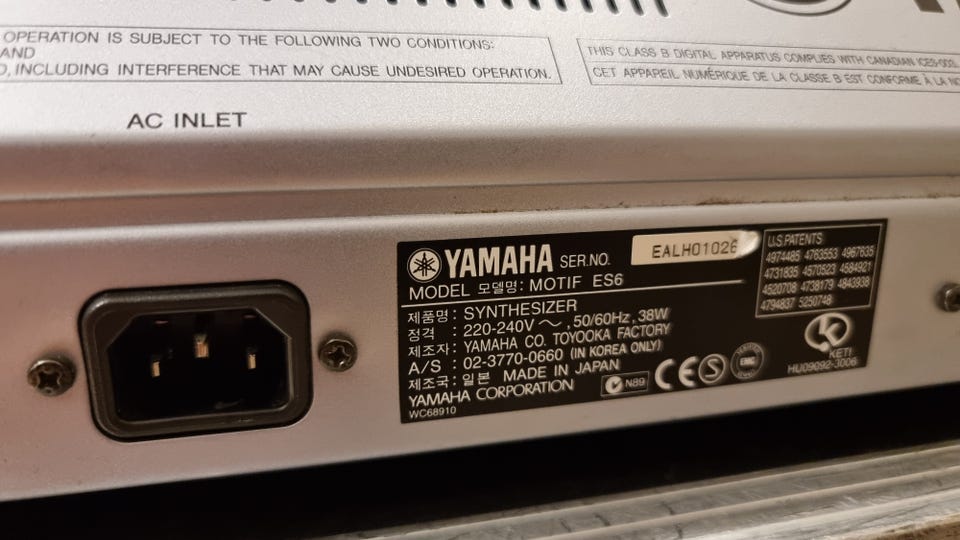 OPERATION IS SUBJECT TO THE FOLLOWING TWO CONDITIONS:
AND
INCLUDING INTERFERENCE THAT MAY CAUSE UNDESIRED OPERATION.
THIS CLASS B DIGITAL APPARATUS COMPLIES WITH CANADIAN ICES-003.
CET APPAREIL NUMÉRIQUE DE LA CLASSE B EST CONFORME À LA
AC INLET
YAMAHA SER.NO. EALH01026
MODEL 모델명: MOTIF ES6
제품명: SYNTHESIZER
정격 : 220-240V ~, 50/60Hz, 38W
제조자: YAMAHA CO. TOYOOKA FACTORY
A/S : 02-3770-0660 (IN KOREA ONLY)
제조국: 일본 MADE IN JAPAN
YAMAHA CORPORATION
WC68910
N89 CE S
U.S.PATENTS
4974485 4763553 4967635
4731835 4570523 4584921
4520708 4738179 4843938
4794837 5250748
KETI
HU09092-3006